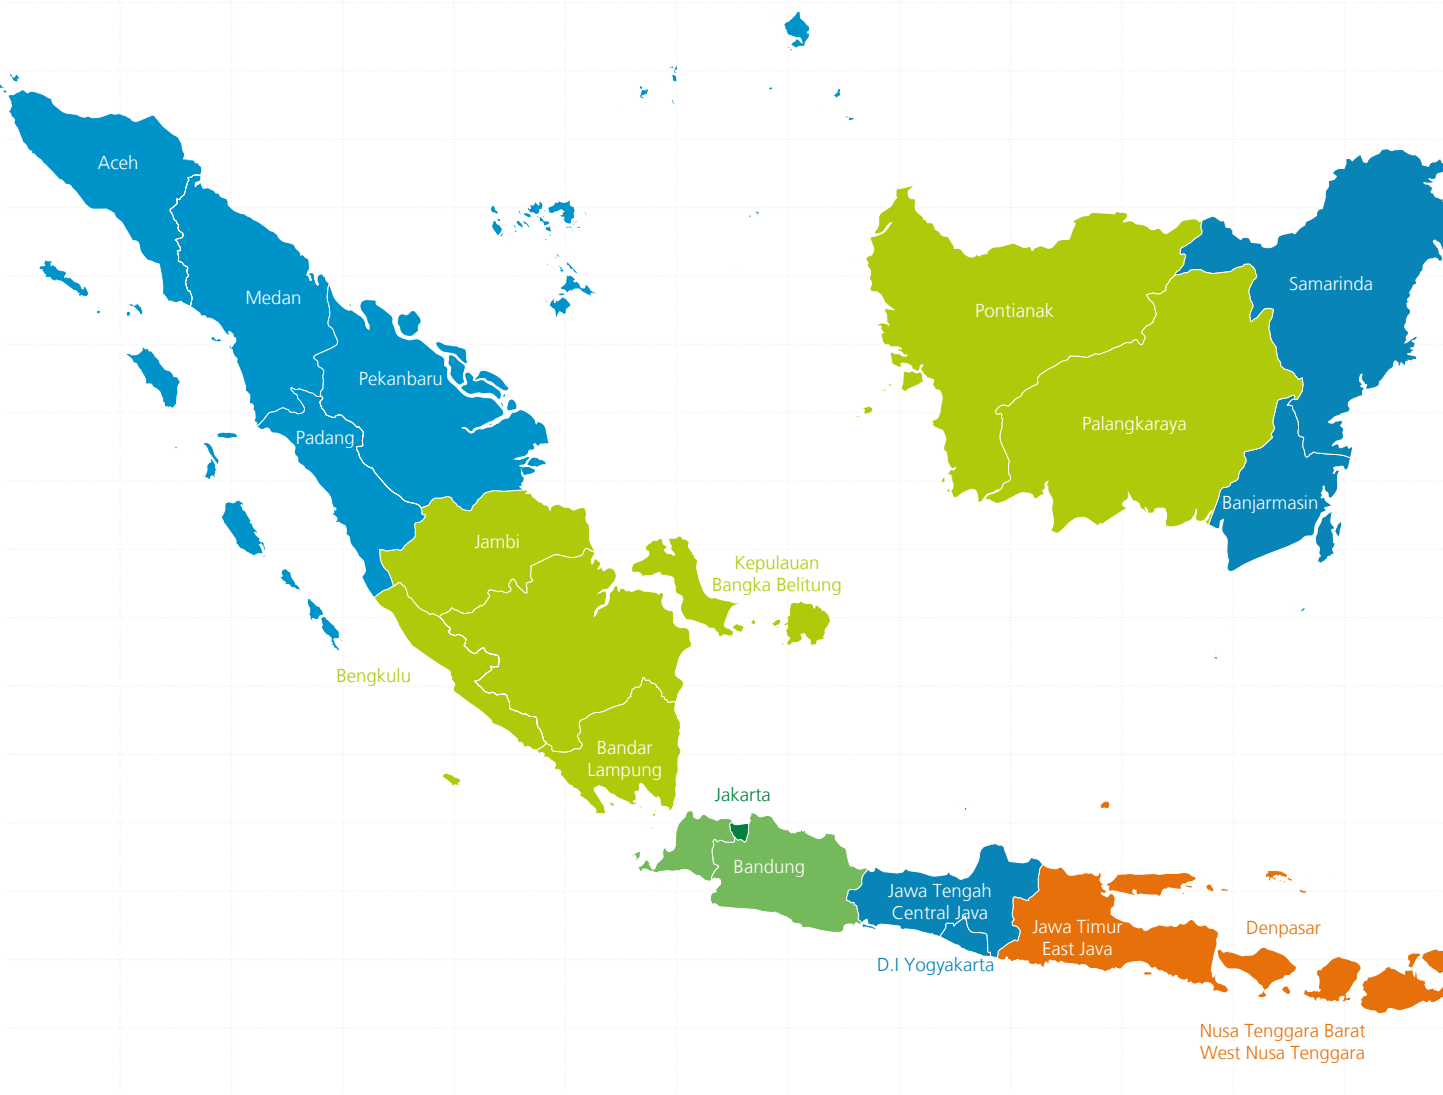 Aceh
Medan
Samarinda
Pontianak
Pekanbaru
Palangkaraya
Padang
Banjarmasin
Jambi
Kepulauan
Bangka Belitung
Bengkulu
Bandar
Lampung
Jakarta
Bandung
Jawa Tengah
Central Java
Jawa Timur
East Java
Denpasar
D.I Yogyakarta
Nusa Tenggara Barat
West Nusa Tenggara